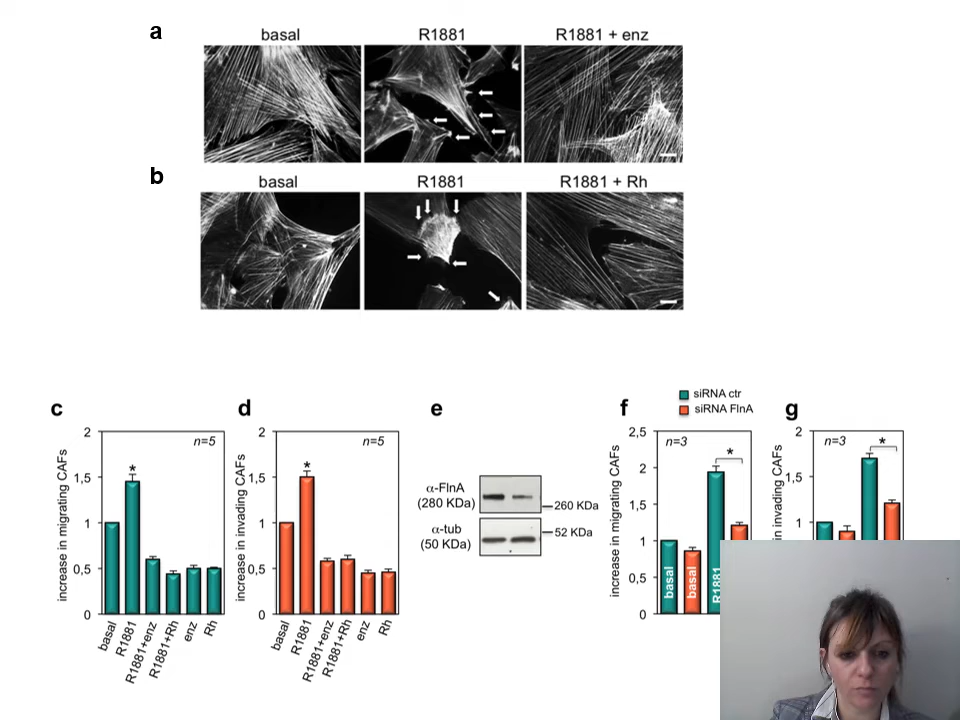 a
basal
R1881
R1881 + enz
b
basal
R1881
R1881 + Rh
c
2
1,5
1
0,5
0
increase in migrating CAFs
n=5
*
basal
R1881
R1881+enz
R1881+Rh
enz
Rh
d
2
1,5
1
0,5
0
increase in invading CAFs
n=5
*
basal
R1881
R1881+enz
R1881+Rh
enz
Rh
e
α-FlnA
(280 KDa)
260 KDa
α-tub
(50 KDa)
52 KDa
siRNA ctr
siRNA FlnA
f
2,5
2
1,5
1
0,5
0
increase in migrating CAFs
n=3
*
basal
basal
R1881
g
2
1,5
1
in invading CAFs
n=3
*